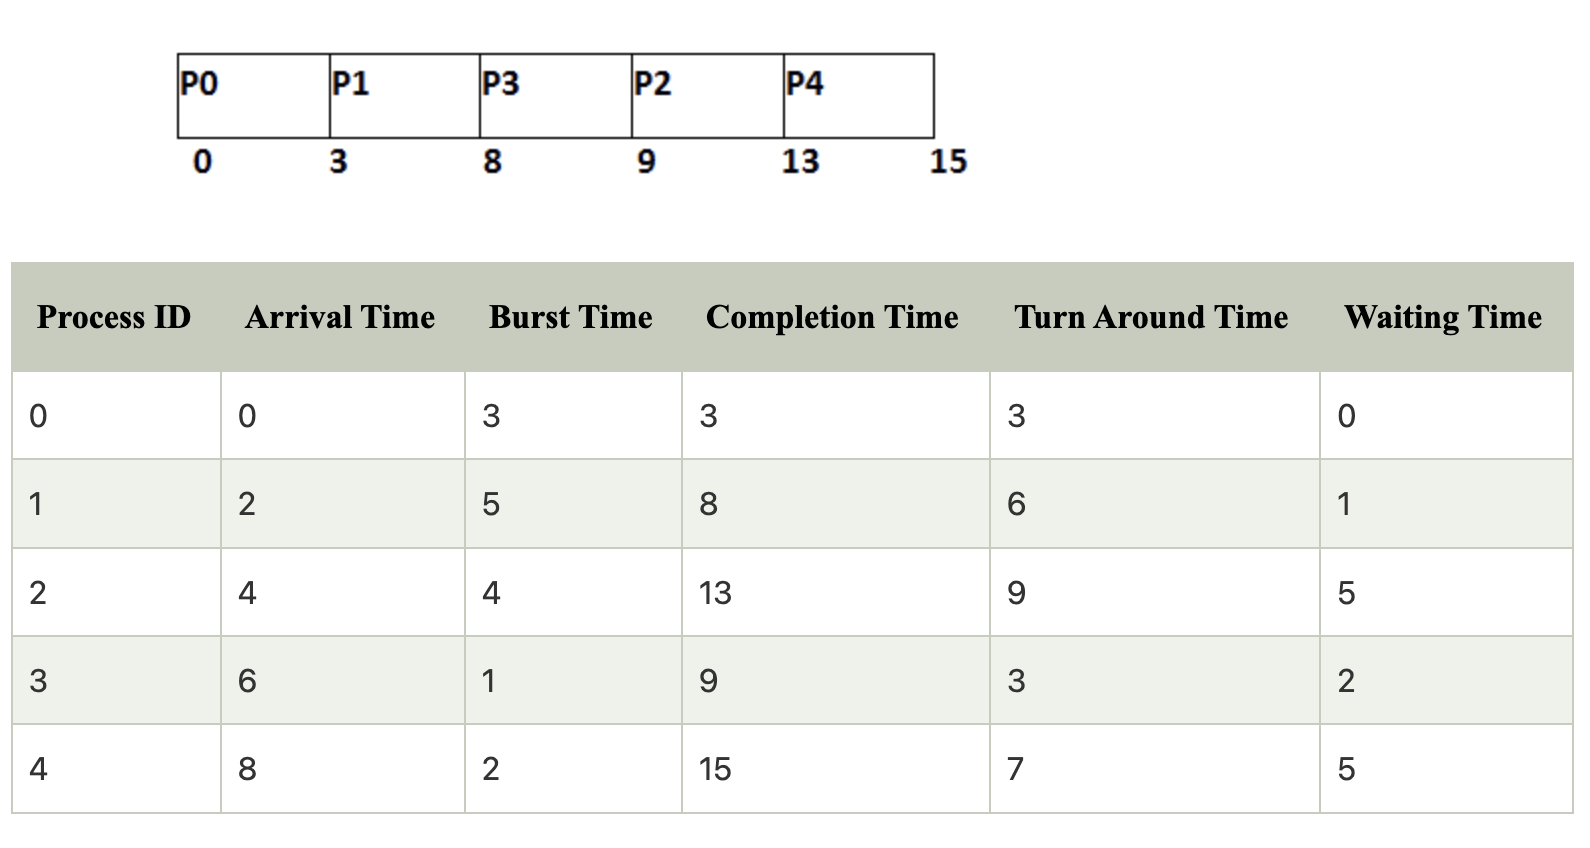 P0 P1 P3 P2 P4
0 3 8 9 13 15
Process ID Arrival Time Burst Time Completion Time Turn Around Time Waiting Time
0 0 3 3 3 0
1 2 5 8 6 1
2 4 4 13 9 5
3 6 1 9 3 2
4 8 2 15 7 5